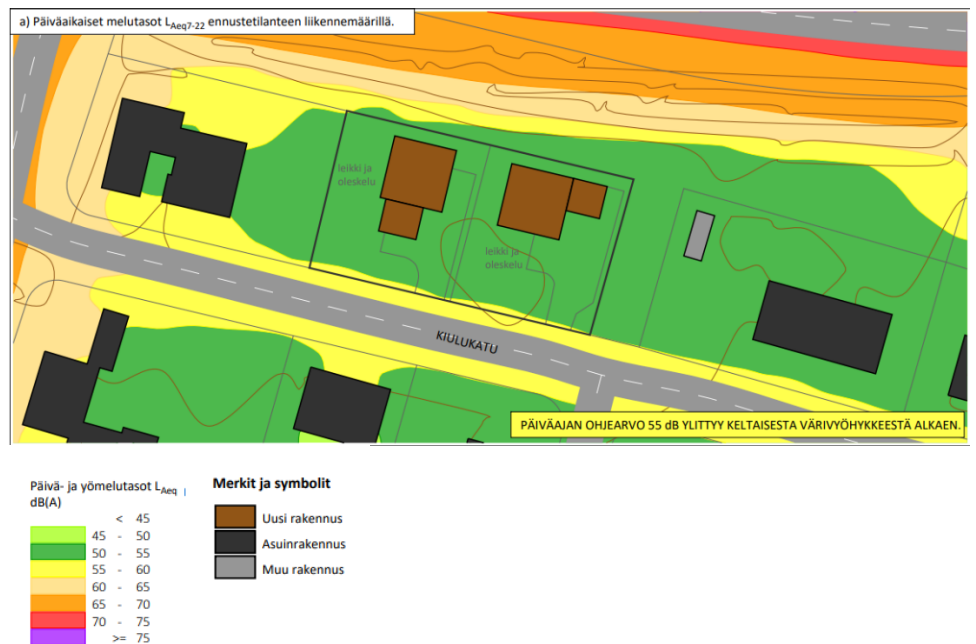 a) Päiväaikaiset melutasot LAeq7-22 ennustetilanteen liikennemäärillä.
leikki ja
oleskelu
leikki ja
oleskelu
KIULUKATU
PÄIVÄAJAN OHJEARVO 55 dB YLITTYY KELTAISESTA VÄRIVYÖHYKKEESTÄ ALKAEN.
Päivä- ja yömelutasot LAeq |
dB(A)
< 45
45 - 50
50 - 55
55 - 60
60 - 65
65 - 70
70 - 75
>= 75
Merkit ja symbolit
Uusi rakennus
Asuinrakennus
Muu rakennus